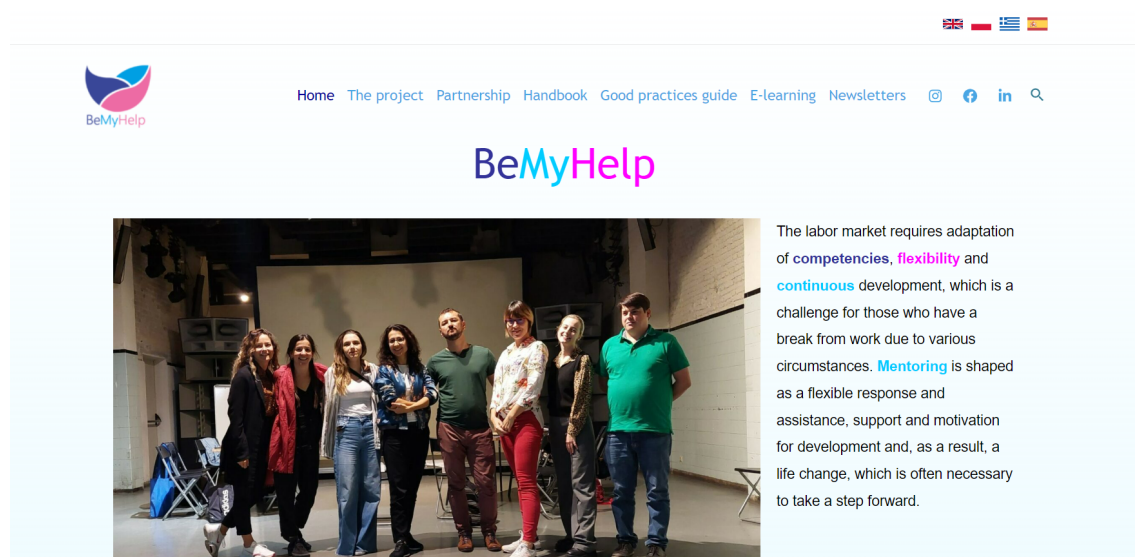 BeMyHelp
Home The project Partnership Handbook Good practices guide E-learning Newsletters
BeMyHelp
The labor market requires adaptation
of competencies, flexibility and
continuous development, which is a
challenge for those who have a
break from work due to various
circumstances. Mentoring is shaped
as a flexible response and
assistance, support and motivation
for development and, as a result, a
life change, which is often necessary
to take a step forward.
adidas